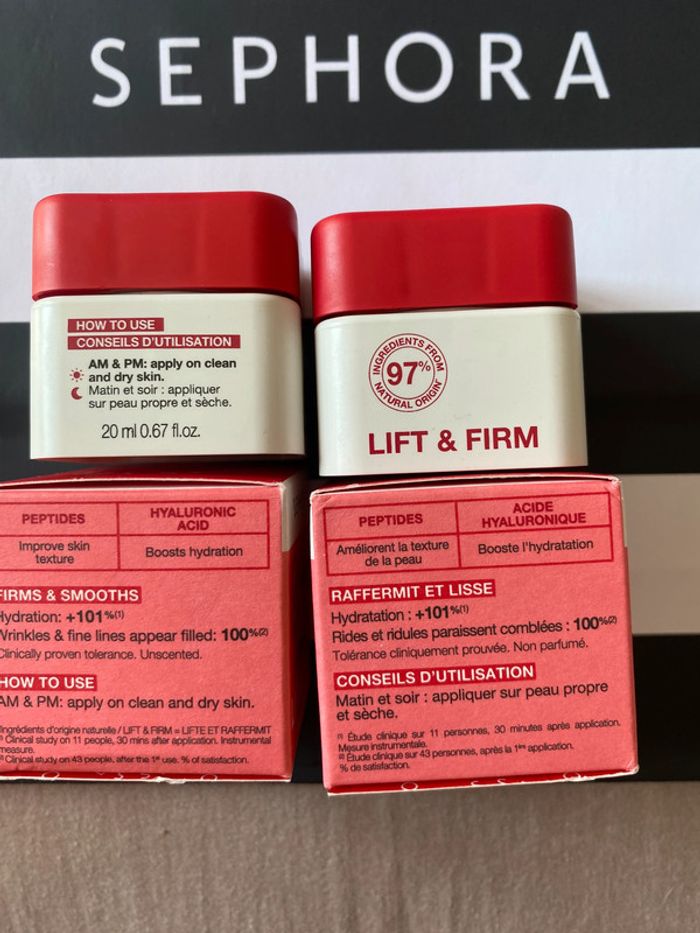 SEPHORA
HOW TO USE
CONSEILS D'UTILISATION
AM & PM: apply on clean
and dry skin.
Matin et soir : appliquer
sur peau propre et sèche.
20 ml 0.67 fl.oz.
INGREDIENTS FROM
97%
NATURAL ORIGIN*
LIFT & FIRM
PEPTIDES
HYALURONIC
ACID
Improve skin
texture
Boosts hydration
FIRMS & SMOOTHS
Hydration: +101%(1)
Wrinkles & fine lines appear filled: 100%(2)
Clinically proven tolerance. Unscented.
HOW TO USE
AM & PM: apply on clean and dry skin.
Ingrédients d'origine naturelle / LIFT & FIRM = LIFTE ET RAFFERMIT
Clinical study on 11 people, 30 mins after application. Instrumental
measure.
Clinical study on 43 people, after the 1st use. % of satisfaction.
PEPTIDES
ACIDE
HYALURONIQUE
Améliorent la texture
de la peau
Booste l'hydratation
RAFFERMIT ET LISSE
Hydratation : +101%(1)
Rides et ridules paraissent comblées : 100%(2)
Tolérance cliniquement prouvée. Non parfumé.
CONSEILS D'UTILISATION
Matin et soir : appliquer sur peau propre
et sèche.
(1) Étude clinique sur 11 personnes, 30 minutes après application.
Mesure instrumentale.
(2) Étude clinique sur 43 personnes, après la 1ère application.
% de satisfaction.